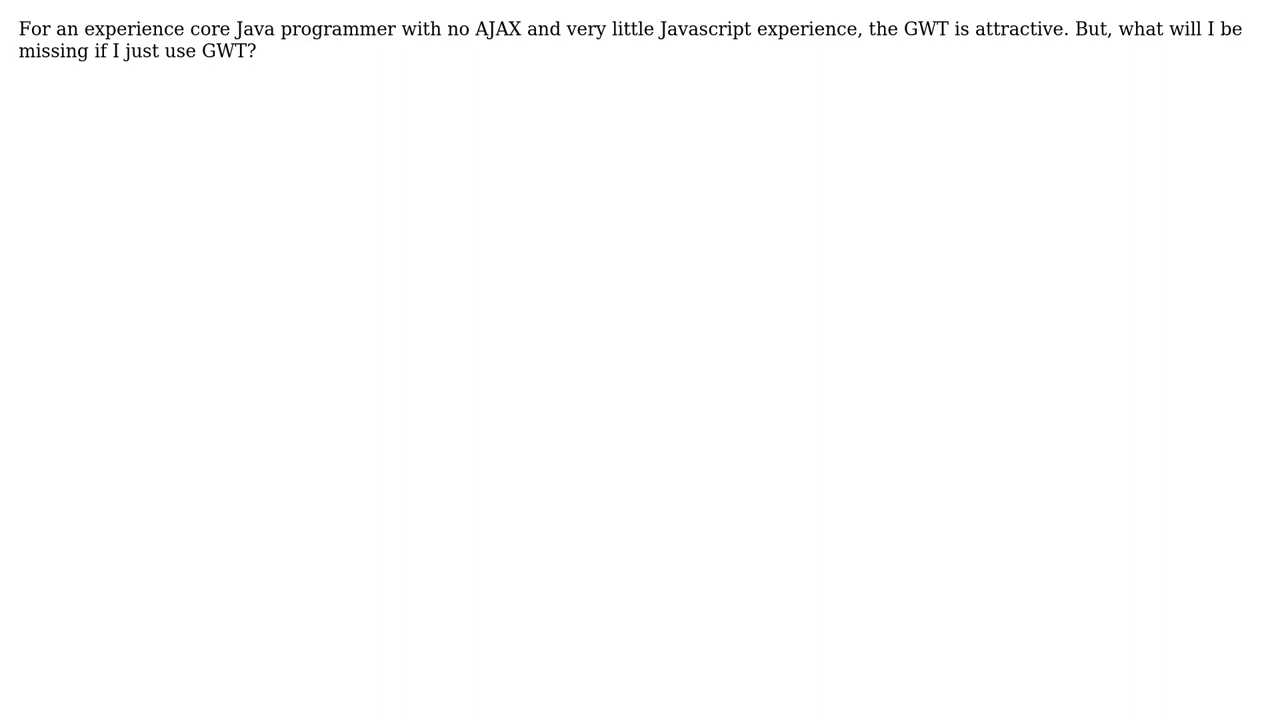 For an experience core Java programmer with no AJAX and very little Javascript experience, the GWT is attractive. But, what will I be
missing if I just use GWT?